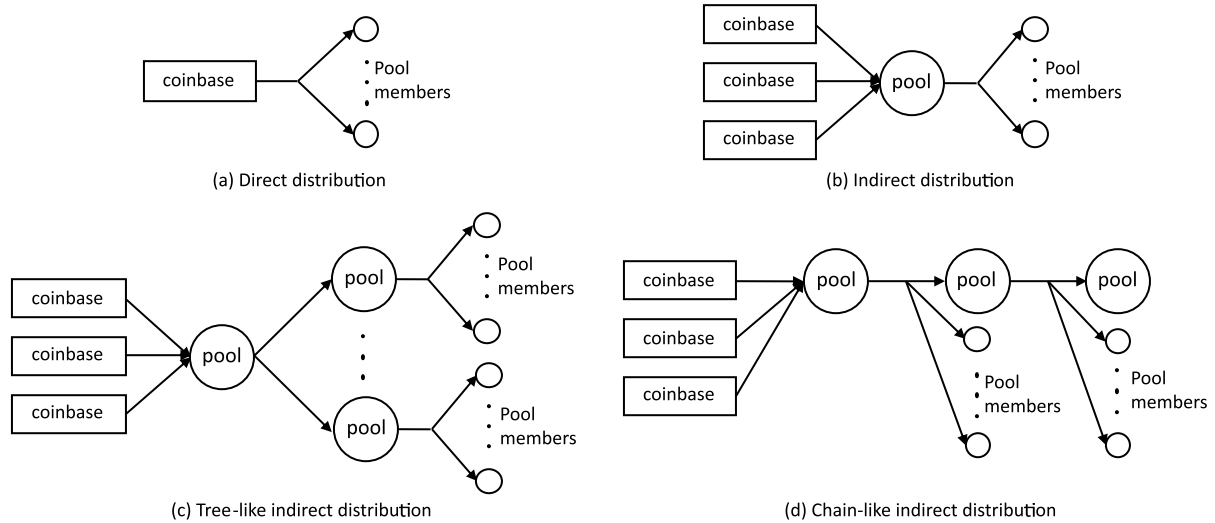 coinbase
Pool
members
(a) Direct distribution
coinbase
coinbase
coinbase
pool
Pool
members
(b) Indirect distribution
coinbase
coinbase
coinbase
pool
pool
pool
Pool
members
Pool
members
(c) Tree-like indirect distribution
coinbase
coinbase
coinbase
pool
pool
pool
Pool
members
Pool
members
(d) Chain-like indirect distribution